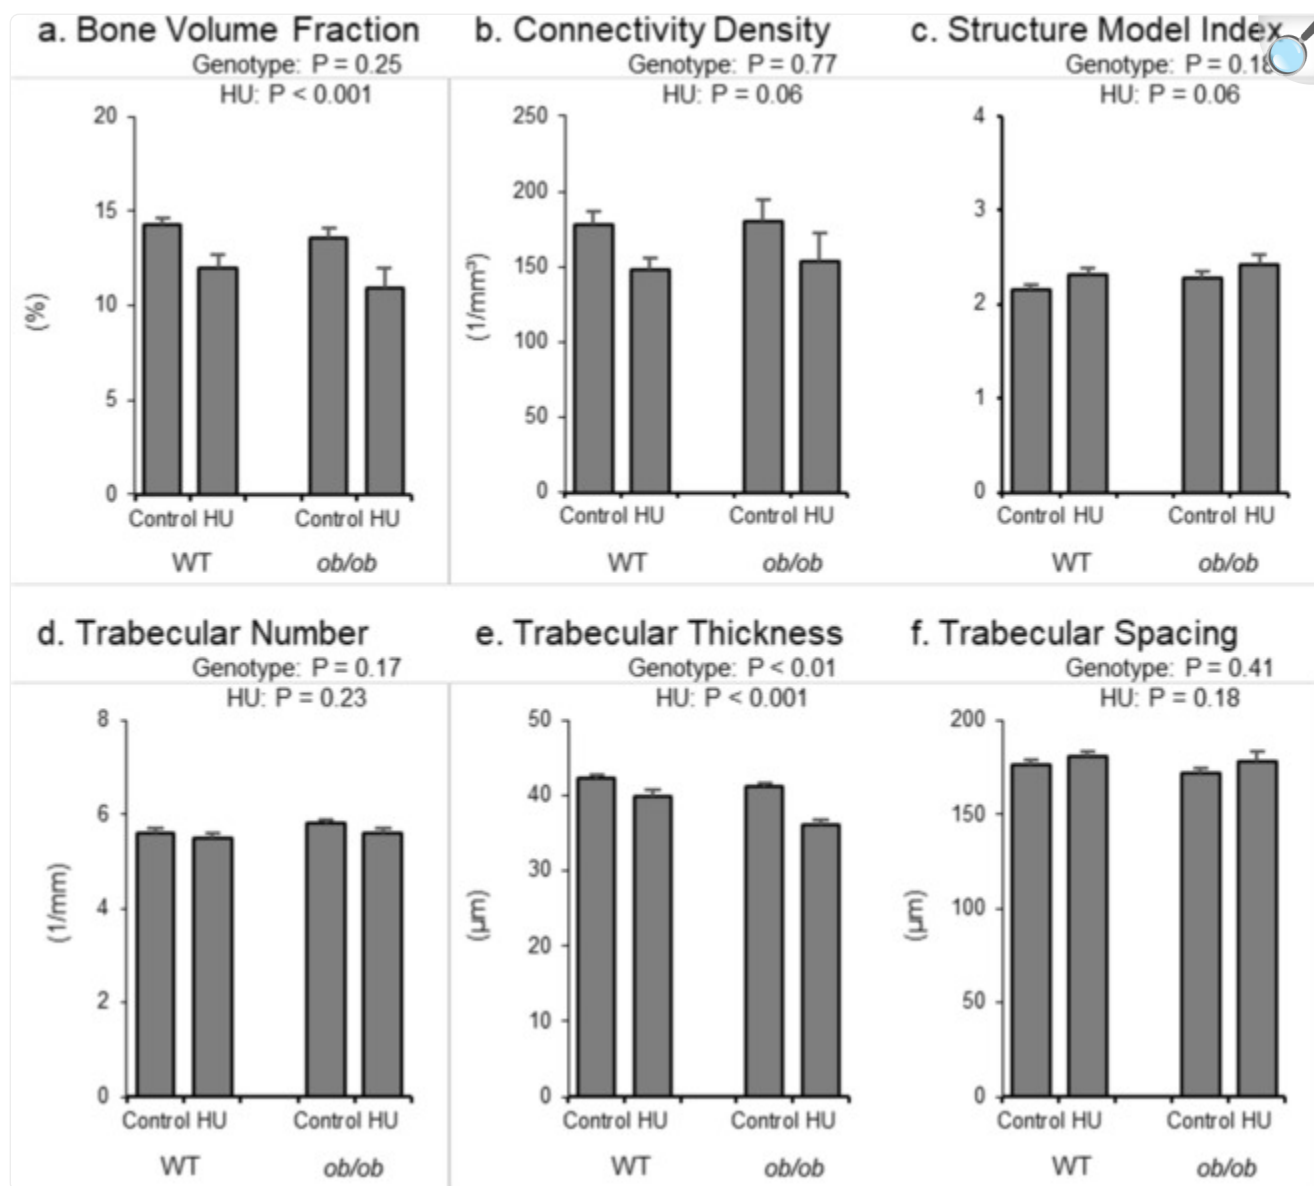 a. Bone Volume Fraction
Genotype: P = 0.25
HU: P < 0.001
20
15
10
5
0
(%)
Control HU
Control HU
WT
ob/ob
b. Connectivity Density
Genotype: P = 0.77
HU: P = 0.06
250
200
150
100
50
0
(1/mm³)
Control HU
Control HU
WT
ob/ob
c. Structure Model Index
Genotype: P = 0.18
HU: P = 0.06
4
3
2
1
0
Control HU
Control HU
WT
ob/ob
d. Trabecular Number
Genotype: P = 0.17
HU: P = 0.23
8
6
4
2
0
(1/mm)
Control HU
Control HU
WT
ob/ob
e. Trabecular Thickness
Genotype: P < 0.01
HU: P < 0.001
50
40
30
20
10
0
(µm)
Control HU
Control HU
WT
ob/ob
f. Trabecular Spacing
Genotype: P = 0.41
HU: P = 0.18
200
150
100
50
0
(µm)
Control HU
Control HU
WT
ob/ob